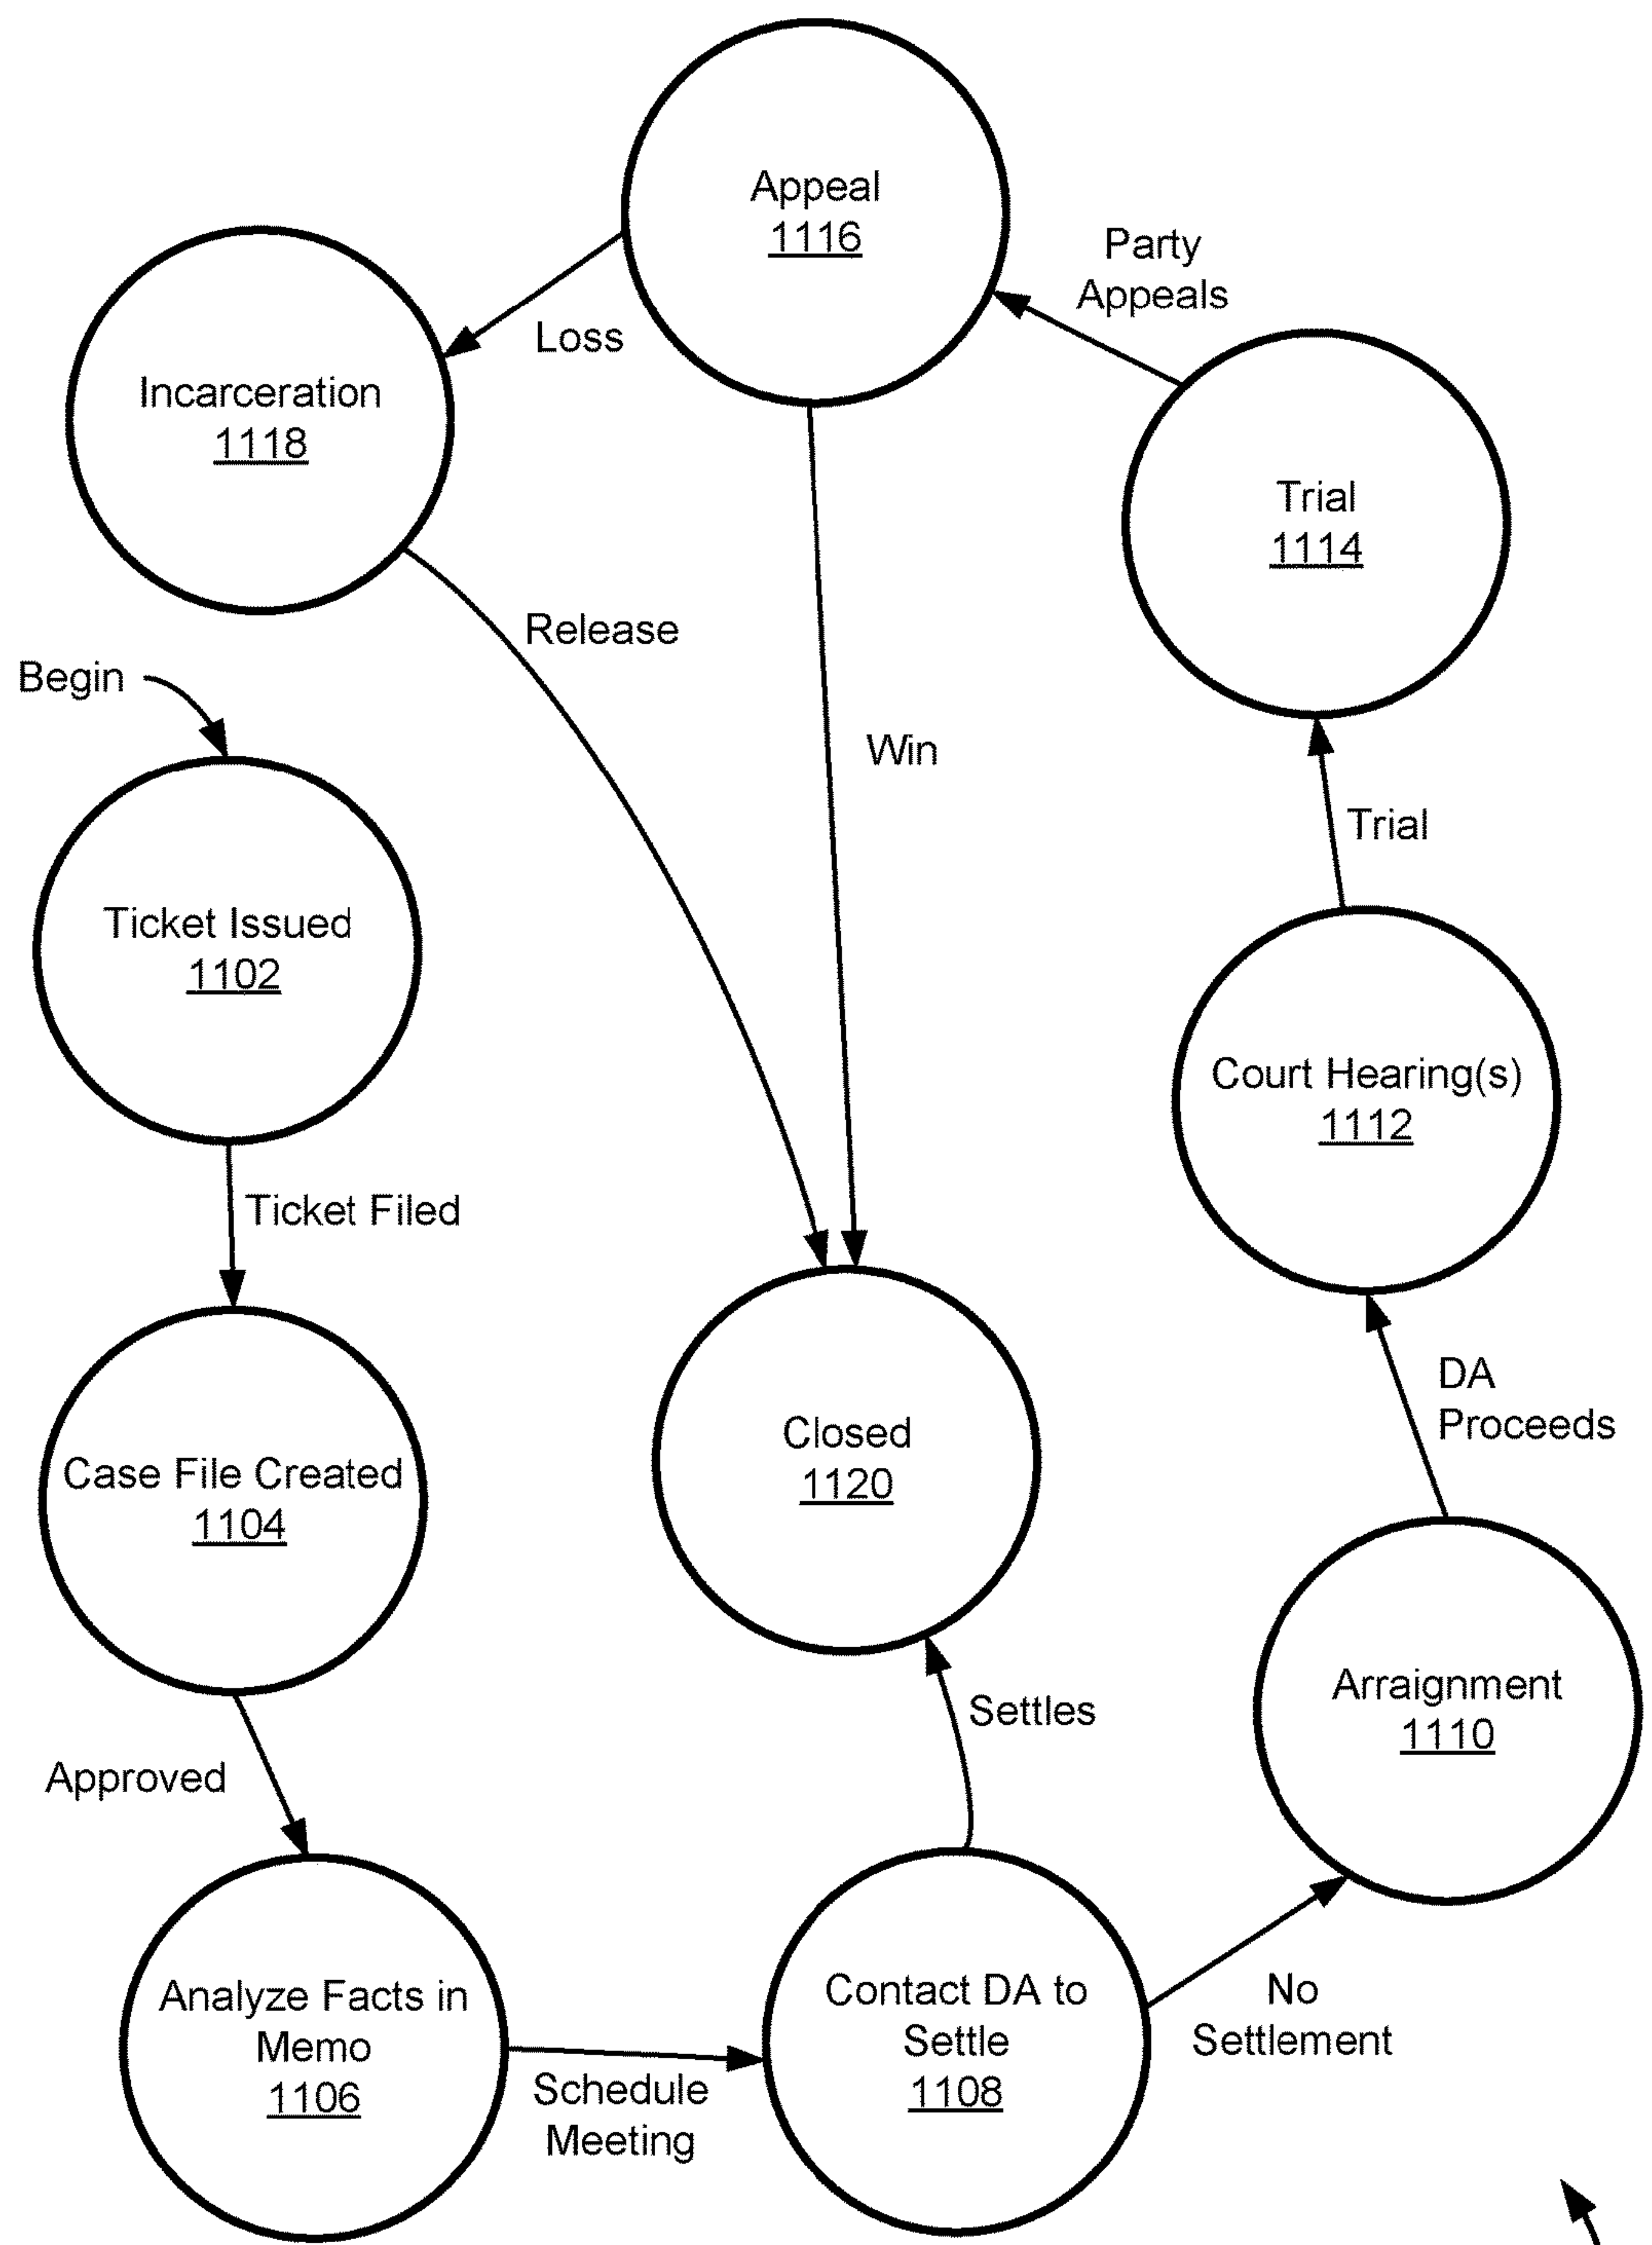 Appeal
1116
Party
Appeals
Loss
Incarceration
1118
Trial
1114
Release
Begin
Win
Trial
Ticket Issued
1102
Court Hearing(s)
1112
Ticket Filed
DA
Proceeds
Closed
1120
Case File Created
1104
Settles
Arraignment
1110
Approved
Analyze Facts in
Memo
1106
Contact DA to
Settle
1108
No
Settlement
Schedule
Meeting